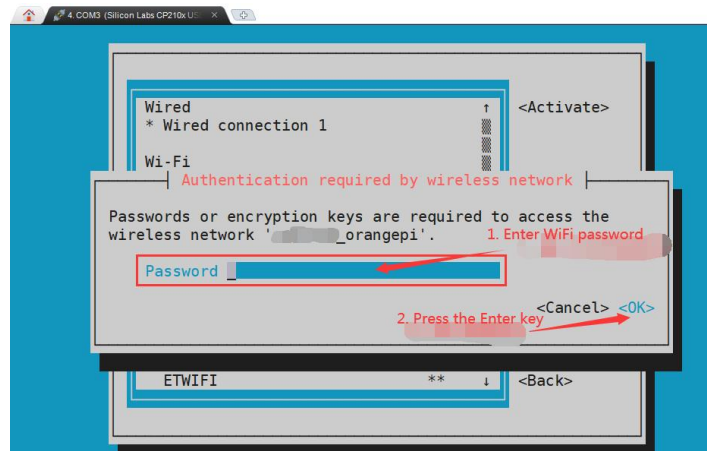 4. COM3 (Silicon Labs CP210x US
Wired
* Wired connection 1
<Activate>
Wi-Fi
Authentication required by wireless network
Passwords or encryption keys are required to access the
wireless network ' _orangepi'.
1. Enter WiFi password
Password _
<Cancel> <OK>
2. Press the Enter key
ETWIFI ** ↓ <Back>